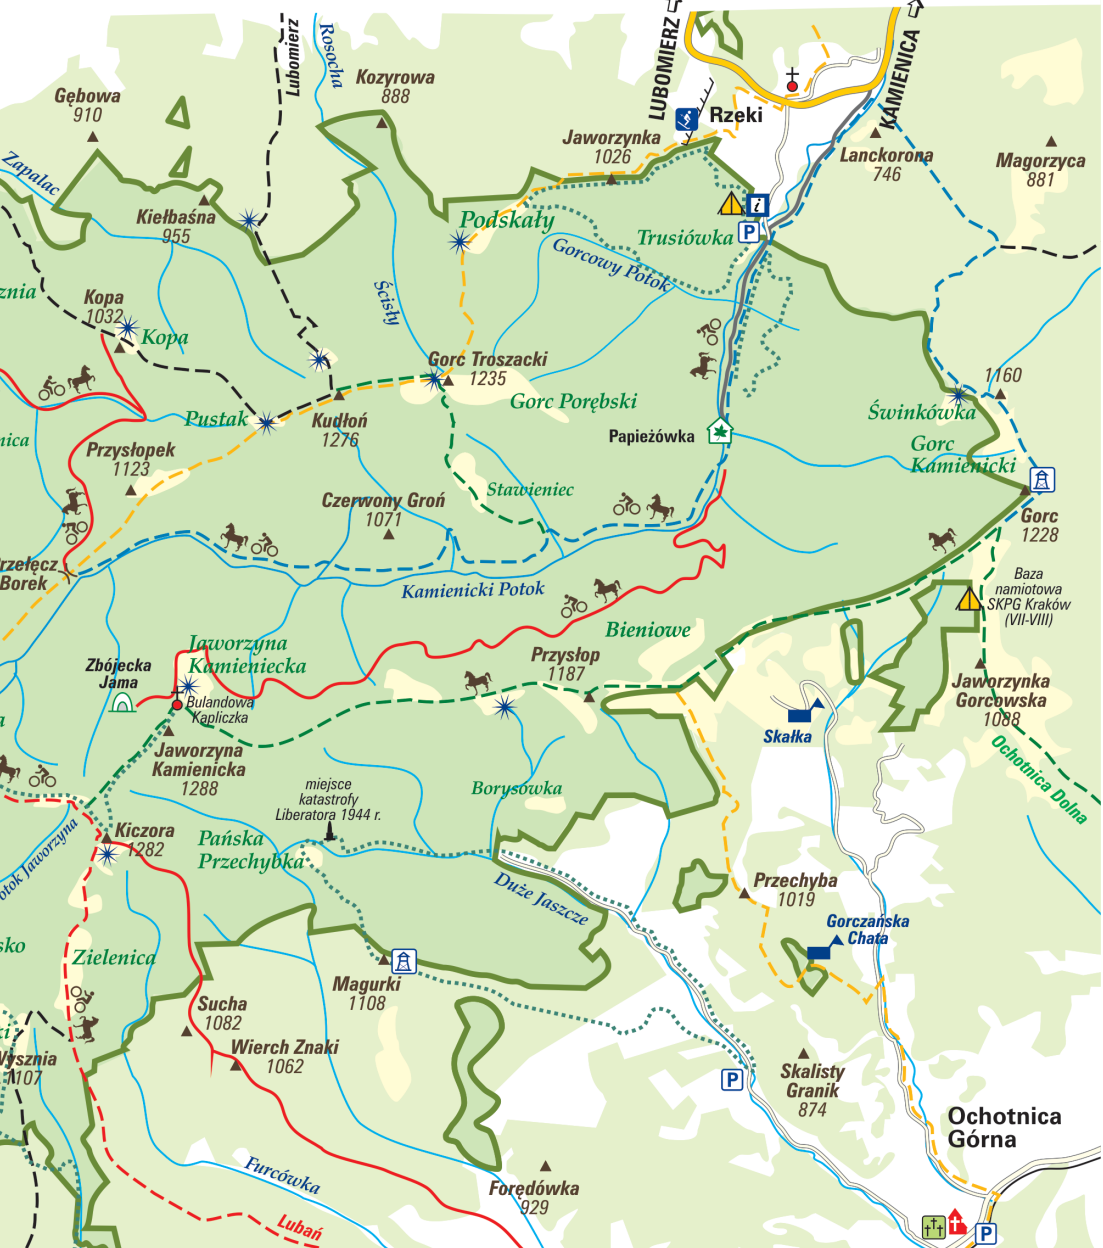 Lubomierz
Rosocha
LUBOMIERZ
KAMIENICA
Gębowa
910
Kozyrowa
888
Rzeki
Jaworzynka
1026
Lanckorona
746
Magorzyca
881
Zapalac
Kiełbaśna
955
Podskały
Trusiówka
i
P
Gorcowy Potok
Ścisły
Kopa
1032
Kopa
Gorc Troszacki
1235
Gorc Porębski
1160
Świnkówka
Pustak
Kudłoń
1276
Papieżówka
Gorc
Kamienicki
Przysłopek
1123
Stawieniec
Czerwony Groń
1071
Gorc
1228
Borek
Kamienicki Potok
Baza
namiotowa
SKPG Kraków
(VII-VIII)
Bieniowe
Jaworzyna
Kamieniecka
Zbójecka
Jama
Przysłop
1187
Bulandowa
Kapliczka
Jaworzynka
Gorcowska
1088
Skałka
Jaworzyna
Kamienicka
1288
Ochotnica Dolna
miejsce
katastrofy
Liberatora 1944 r.
Borysówka
Kiczora
1282
Pańska
Przechybka
Jaworzyna
Duże Jaszcze
Przechyba
1019
Gorczańska
Chata
Zielenica
Magurki
1108
Sucha
1082
Wierch Znaki
1062
1107
P
Skalisty
Granik
874
Ochotnica
Górna
Furcówka
Forędówka
929
Lubań
P